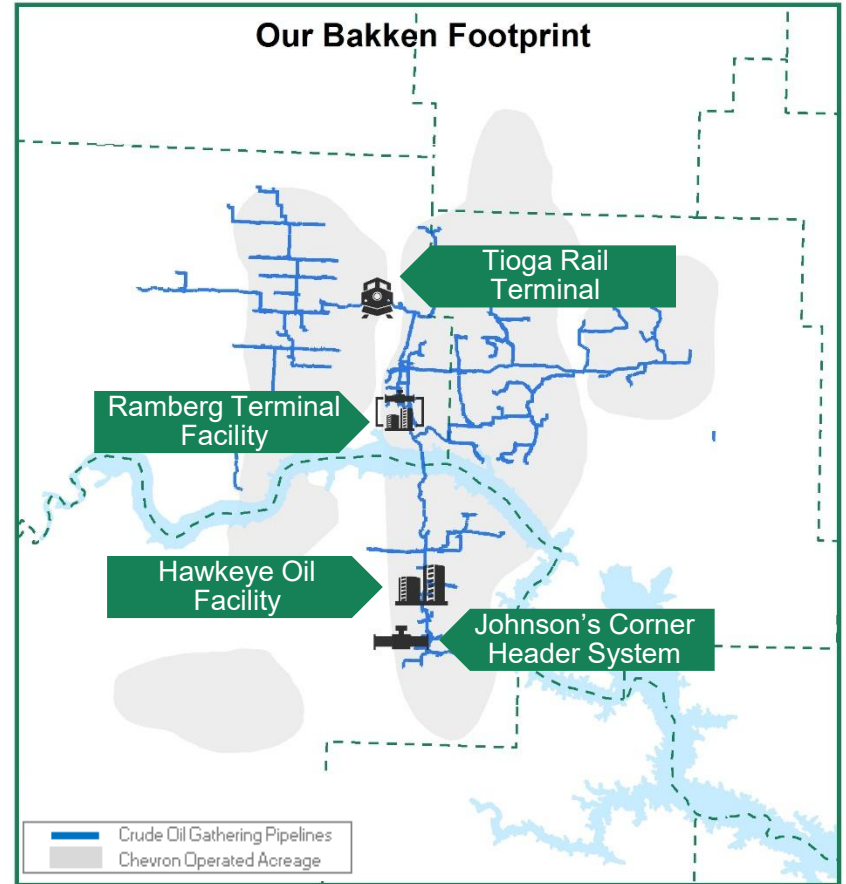 Our Bakken Footprint
Tioga Rail
Terminal
Ramberg Terminal
Facility
Hawkeye Oil
Facility
Johnson’s Corner
Header System
Crude Oil Gathering Pipelines
Chevron Operated Acreage